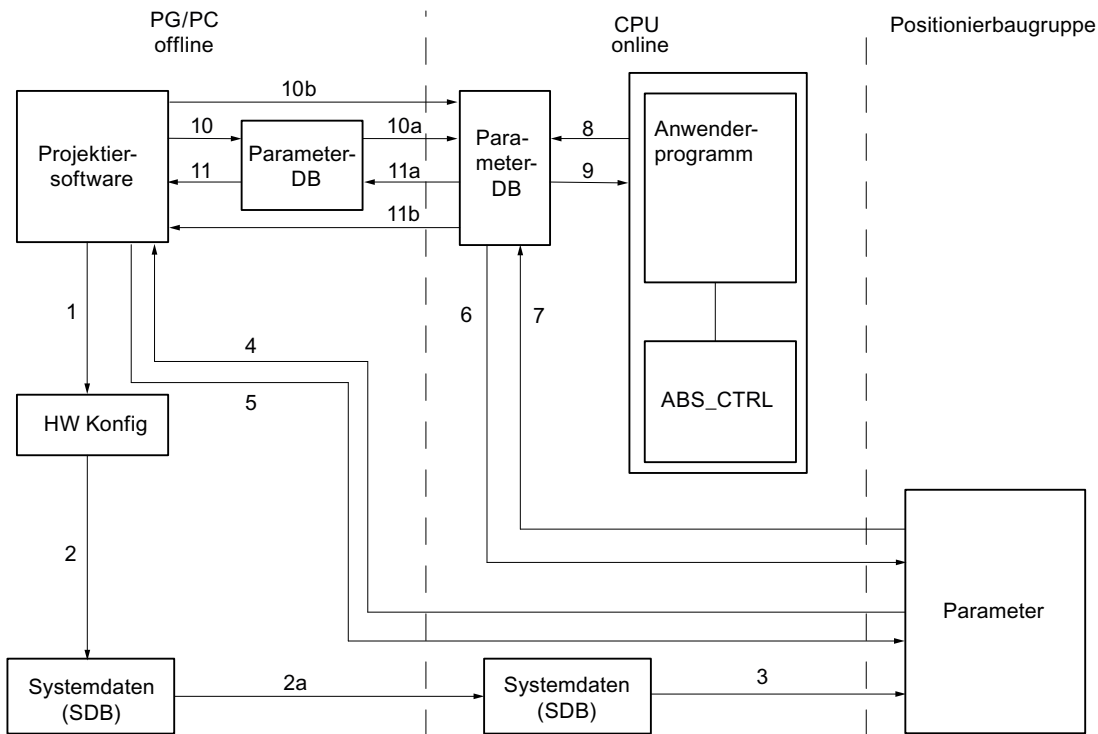 PG/PC
offline
CPU
online
Positionierbaugruppe
10b
10
10a
11
11a
11b
8
9
Projektier-
software
Parameter-
DB
Para-
meter-
DB
Anwender-
programm
1
4
5
6
7
HW Konfig
ABS_CTRL
2
Parameter
Systemdaten
(SDB)
2a
Systemdaten
(SDB)
3